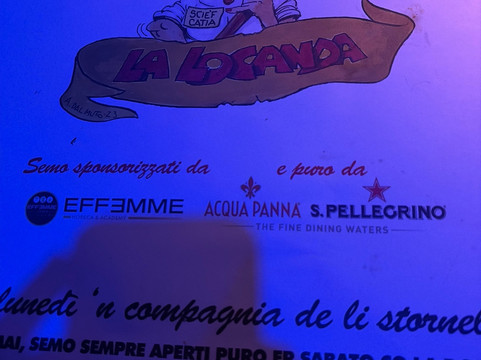 SCIEF
CATIA
LA LOCANDA
Semo sponsorizzati da e puro da
EFFEMME ACQUA PANNA S.PELLEGRINO
THE FINE DINING WATERS
lunedì 'n compagnia de li stornel
MAI, SEMO SEMPRE APERTI PURO ER SABATO